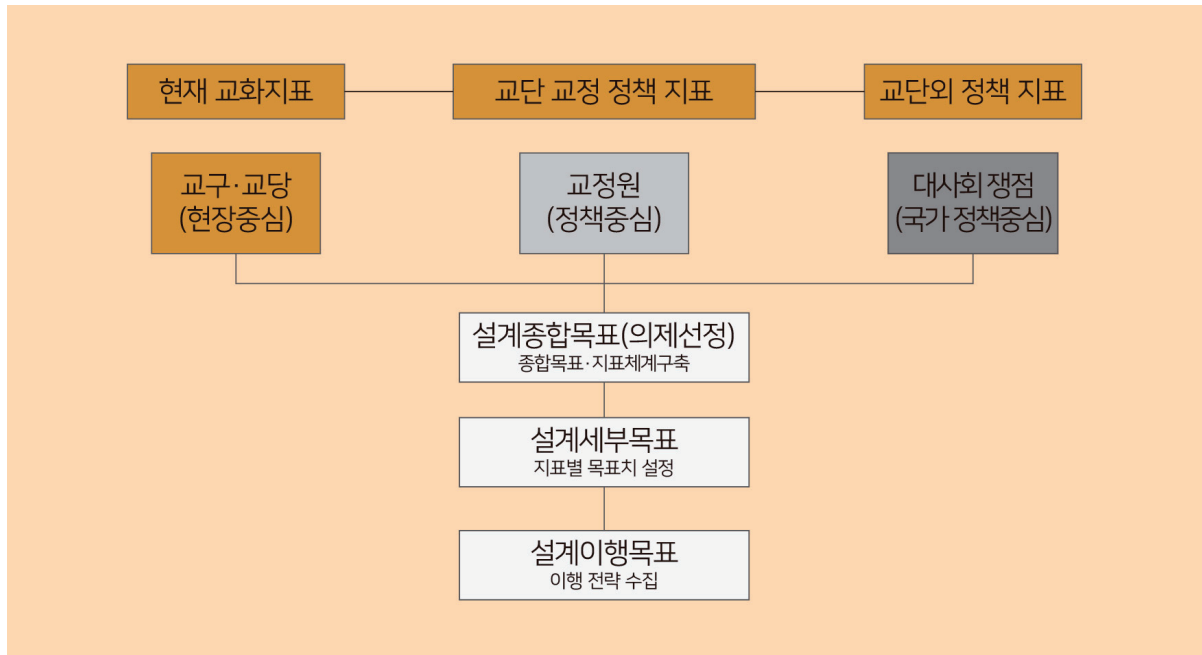 현재 교화지표
교단 교정 정책 지표
교단외 정책 지표
교구·교당
(현장중심)
교정원
(정책중심)
대사회 쟁점
(국가 정책중심)
설계종합목표(의제선정)
종합목표·지표체계구축
설계세부목표
지표별 목표치 설정
설계이행목표
이행 전략 수집